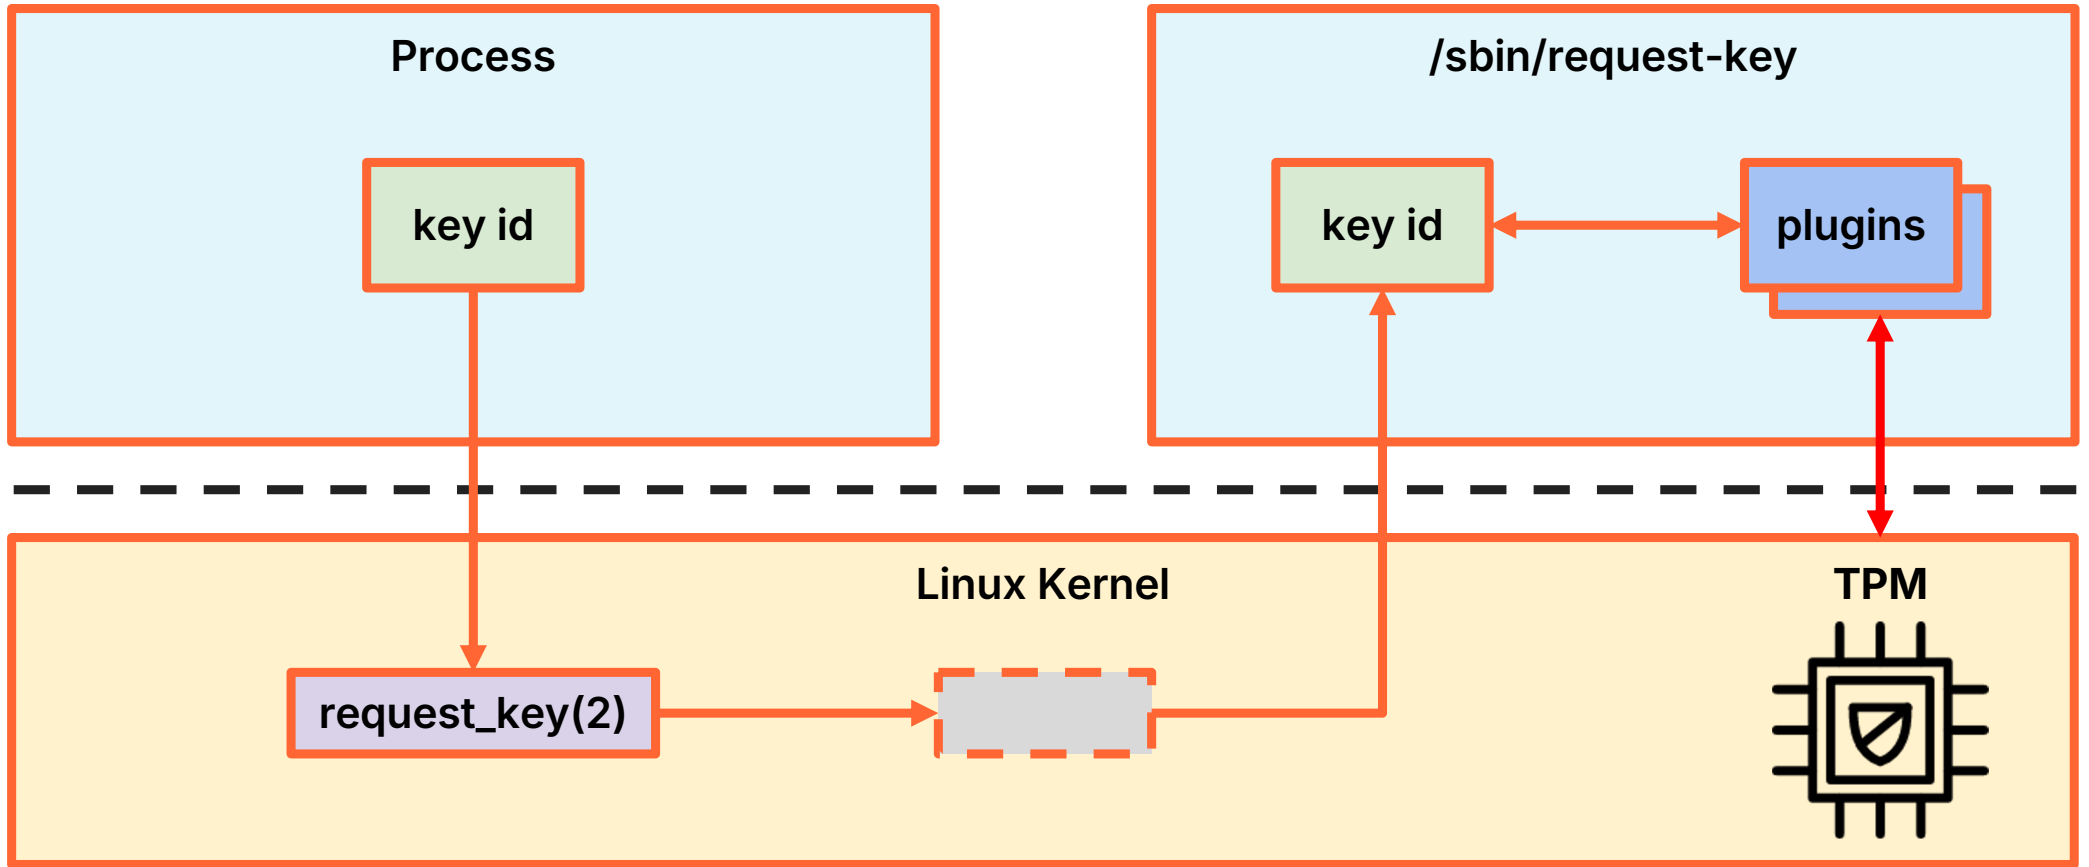 Process
/sbin/request-key
key id
key id
plugins
Linux Kernel
TPM
request_key(2)